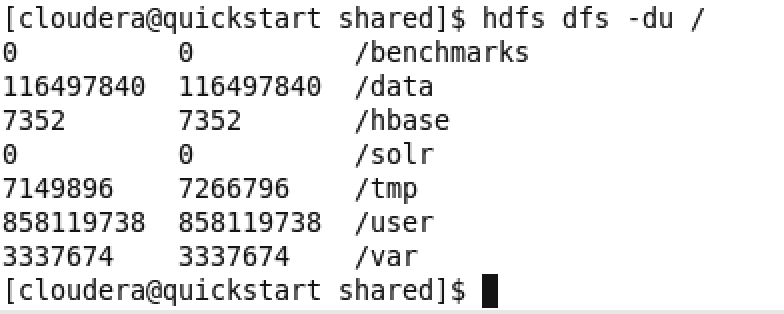 [cloudera@quickstart shared]$ hdfs dfs -du /
0          0          /benchmarks
116497840  116497840  /data
7352       7352       /hbase
0          0          /solr
7149896    7266796    /tmp
858119738  858119738  /user
3337674    3337674    /var
[cloudera@quickstart shared]$